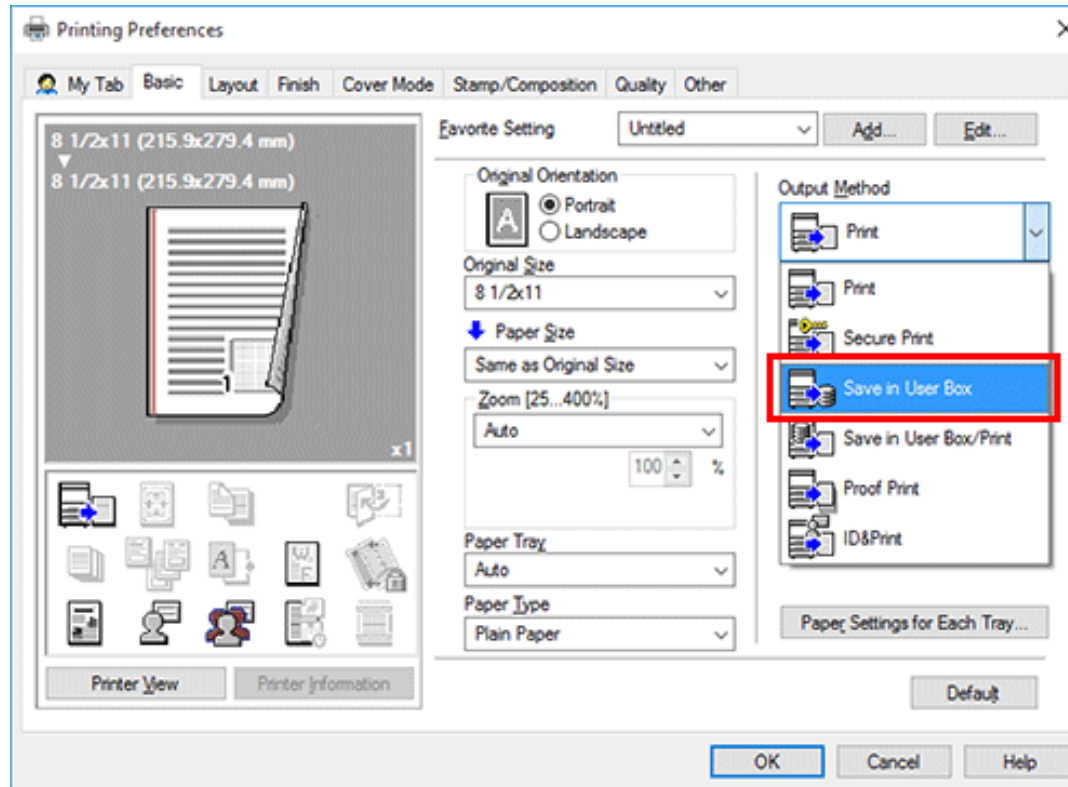 Printing Preferences
My Tab Basic Layout Finish Cover Mode Stamp/Composition Quality Other
8 1/2x11 (215.9x279.4 mm)
8 1/2x11 (215.9x279.4 mm)
1
x1
Printer View Printer Information
Favorite Setting Untitled Add... Edit...
Original Orientation
A
Portrait
Landscape
Original Size
8 1/2x11
Paper Size
Same as Original Size
Zoom [25...400%]
Auto
100 %
Paper Tray
Auto
Paper Type
Plain Paper
Output Method
Print
Print
Secure Print
Save in User Box
Save in User Box/Print
Proof Print
ID&Print
Paper Settings for Each Tray...
Default
OK Cancel Help